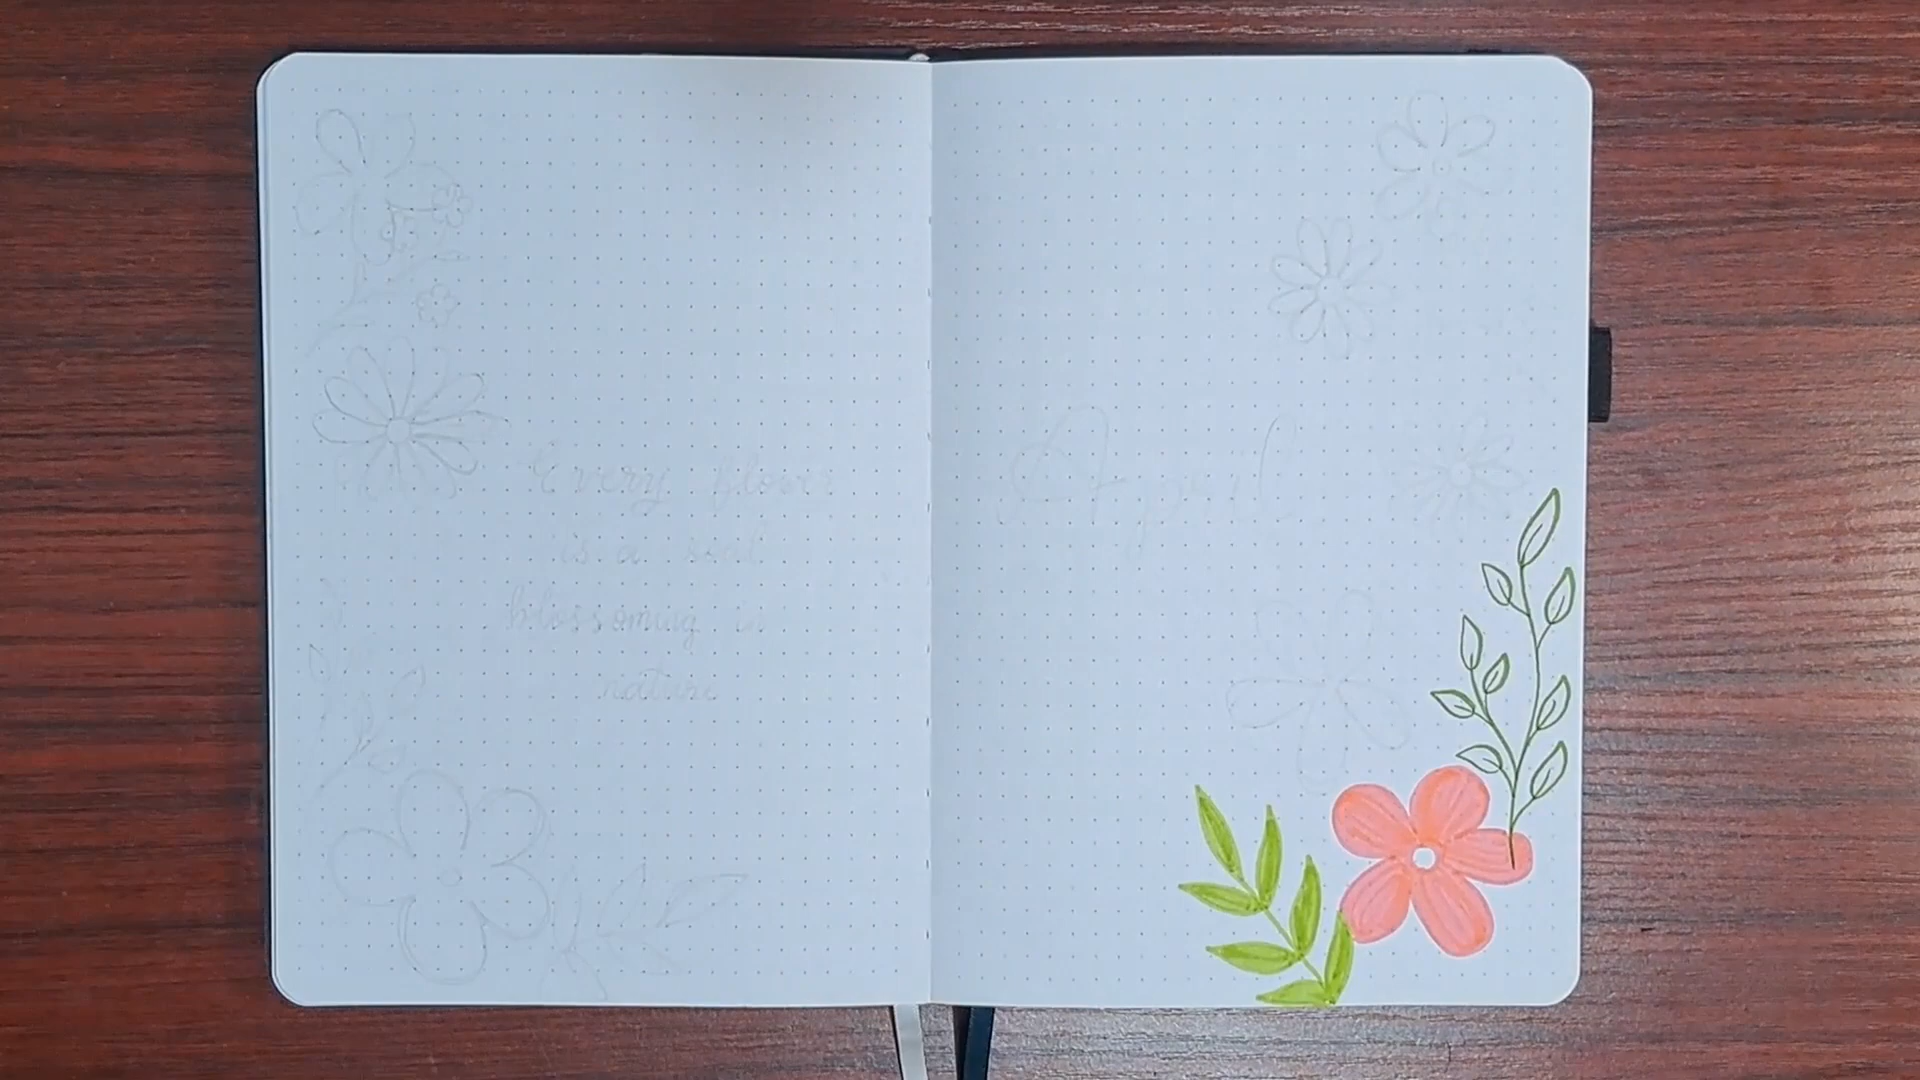 Every flower
is a soul
blossoming in
nature
April